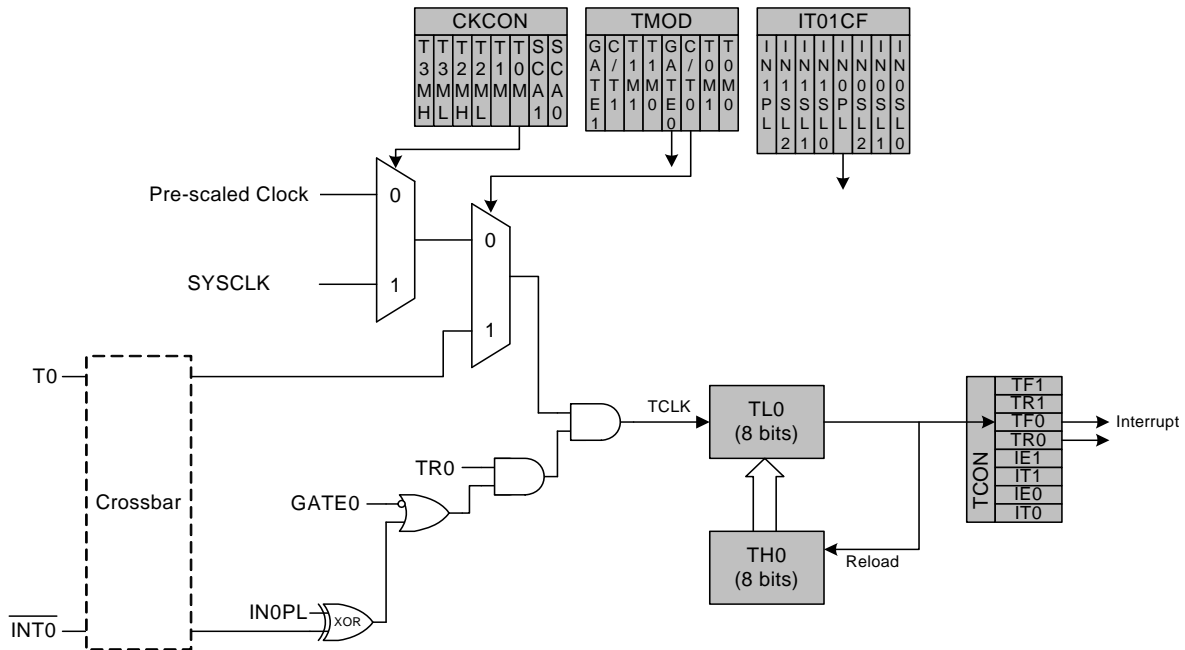 CKCON
T3MH T3ML T2MH T2ML T1M T0M SCA1 SCA0
TMOD
GATE1 C/T1 T1M1 T1M0 GATE0 C/T0 T0M1 T0M0
IT01CF
IN1PL IN1SL2 IN1SL1 IN1SL0 IN0PL IN0SL2 IN0SL1 IN0SL0
Pre-scaled Clock
0
SYSCLK
1
0
1
T0
Crossbar
INT0
TR0
GATE0
IN0PL
XOR
TCLK
TL0
(8 bits)
TH0
(8 bits)
Reload
TCON
TF1
TR1
TF0
TR0
IE1
IT1
IE0
IT0
Interrupt